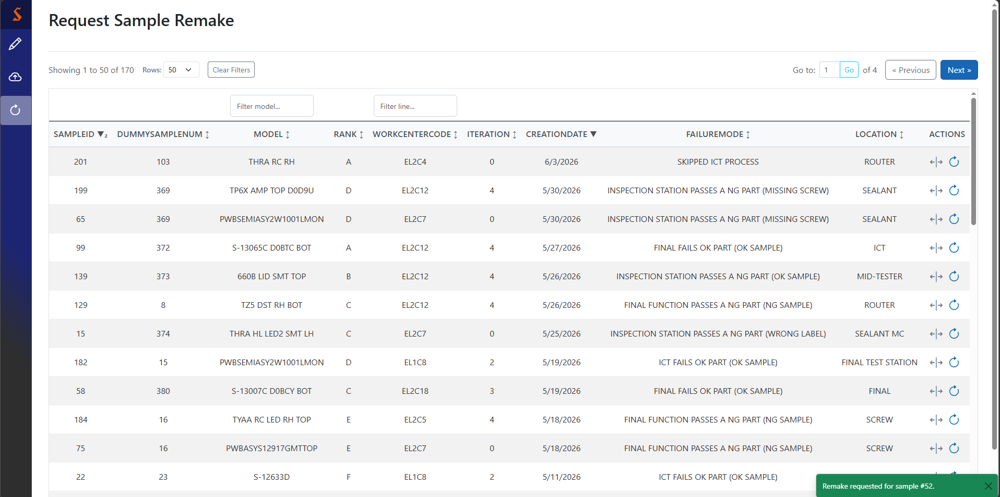 S
Request Sample Remake
Showing 1 to 50 of 170 Rows: 50 Clear Filters Go to: 1 Go of 4 « Previous Next »
Filter model... Filter line...
SAMPLEID ▼2 DUMMYSAMPLENUM ↕ MODEL ↕ RANK ↕ WORKCENTERCODE ↕ ITERATION ↕ CREATIONDATE ▼ FAILUREMODE ↕ LOCATION ↕ ACTIONS
201 103 THRA RC RH A EL2C4 0 6/3/2026 SKIPPED ICT PROCESS ROUTER
199 369 TP6X AMP TOP D0D9U D EL2C12 4 5/30/2026 INSPECTION STATION PASSES A NG PART (MISSING SCREW) SEALANT
65 369 PWBSEMIASY2W1001LMON D EL2C7 0 5/30/2026 INSPECTION STATION PASSES A NG PART (MISSING SCREW) SEALANT
99 372 S-13065C D0BTC BOT A EL2C12 4 5/27/2026 FINAL FAILS OK PART (OK SAMPLE) ICT
139 373 660B LID SMT TOP B EL2C12 4 5/26/2026 INSPECTION STATION PASSES A NG PART (OK SAMPLE) MID-TESTER
129 8 TZ5 DST RH BOT C EL2C12 4 5/26/2026 FINAL FUNCTION PASSES A NG PART (NG SAMPLE) ROUTER
15 374 THRA HL LED2 SMT LH C EL2C7 0 5/25/2026 INSPECTION STATION PASSES A NG PART (WRONG LABEL) SEALANT MC
182 15 PWBSEMIASY2W1001LMON D EL1C8 2 5/19/2026 ICT FAILS OK PART (OK SAMPLE) FINAL TEST STATION
58 380 S-13007C D0BCY BOT C EL2C18 3 5/19/2026 FINAL FAILS OK PART (OK SAMPLE) FINAL
184 16 TYAA RC LED RH TOP E EL2C5 4 5/18/2026 FINAL FUNCTION PASSES A NG PART (NG SAMPLE) SCREW
75 16 PWBASYS12917GMTTOP E EL2C7 0 5/18/2026 FINAL FUNCTION PASSES A NG PART (NG SAMPLE) SCREW
22 23 S-12633D F EL1C8 2 5/11/2026 ICT FAILS OK PART (OK SAMPLE)
Remake requested for sample #52.